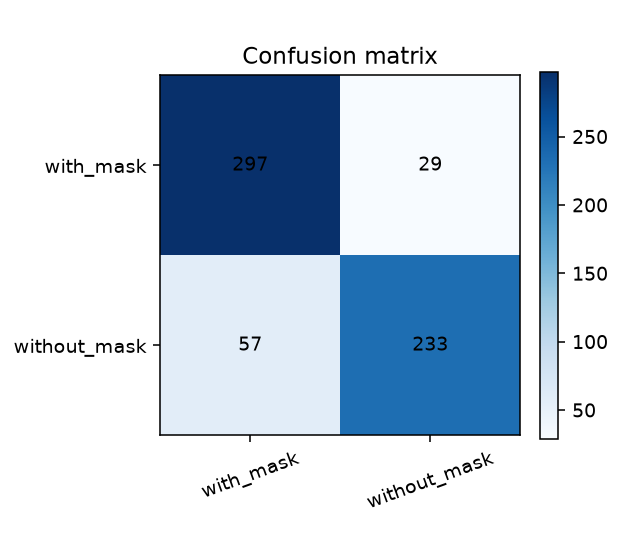 Confusion matrix
with_mask
297
29
without_mask
57
233
with_mask
without_mask
250
200
150
100
50